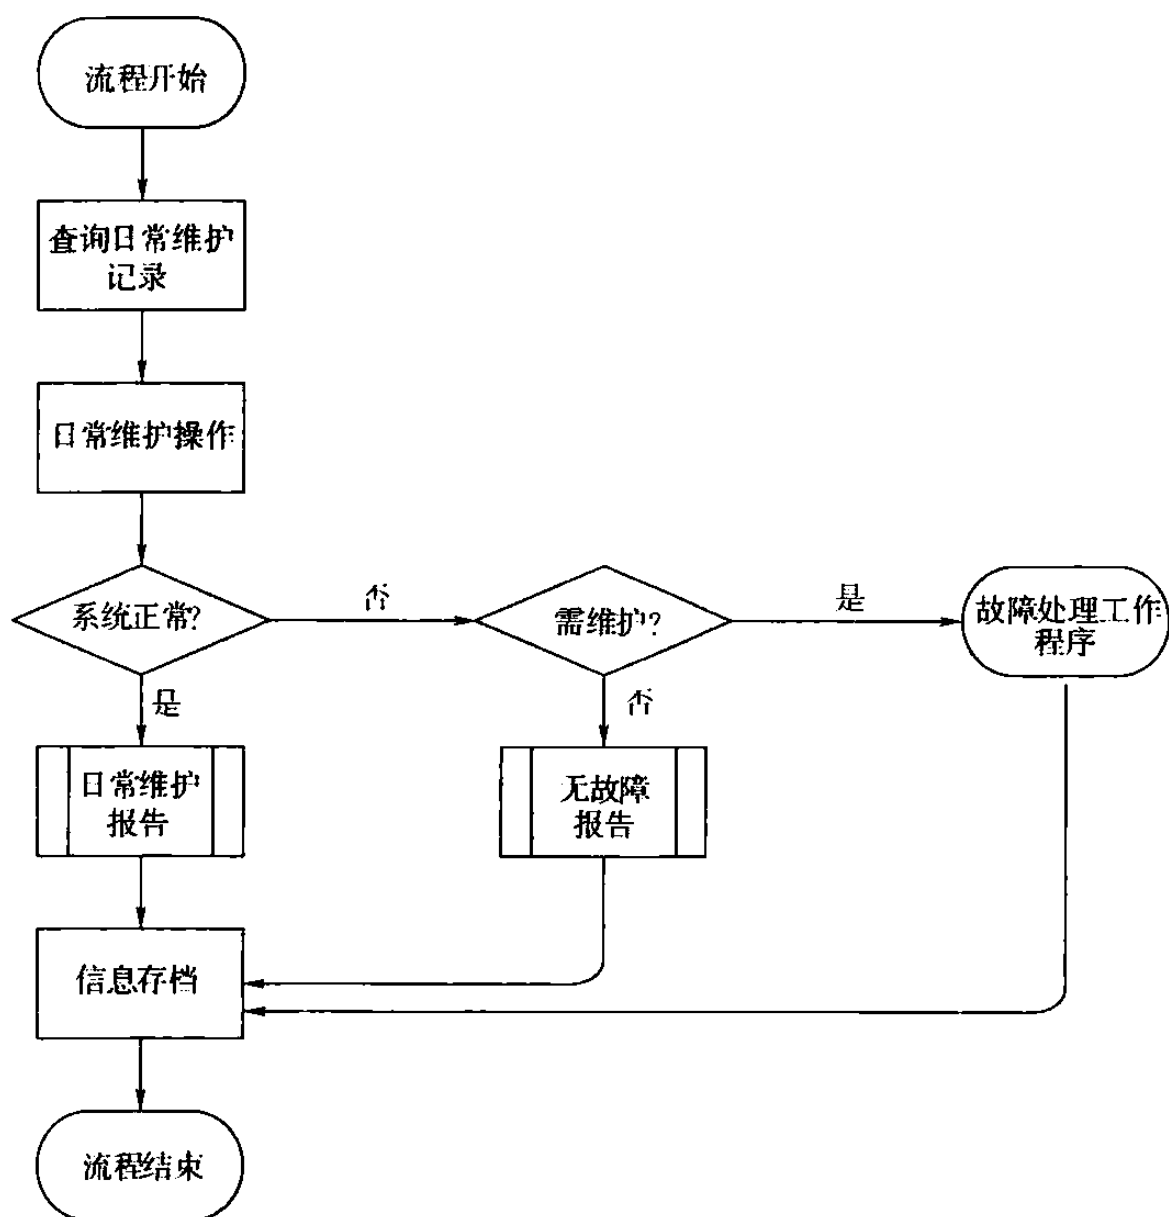 流程开始
查询日常维护
记录
日常维护操作
系统正常?
否
需维护?
是
故障处理工作
程序
是
否
日常维护
报告
无故障
报告
信息存档
流程结束